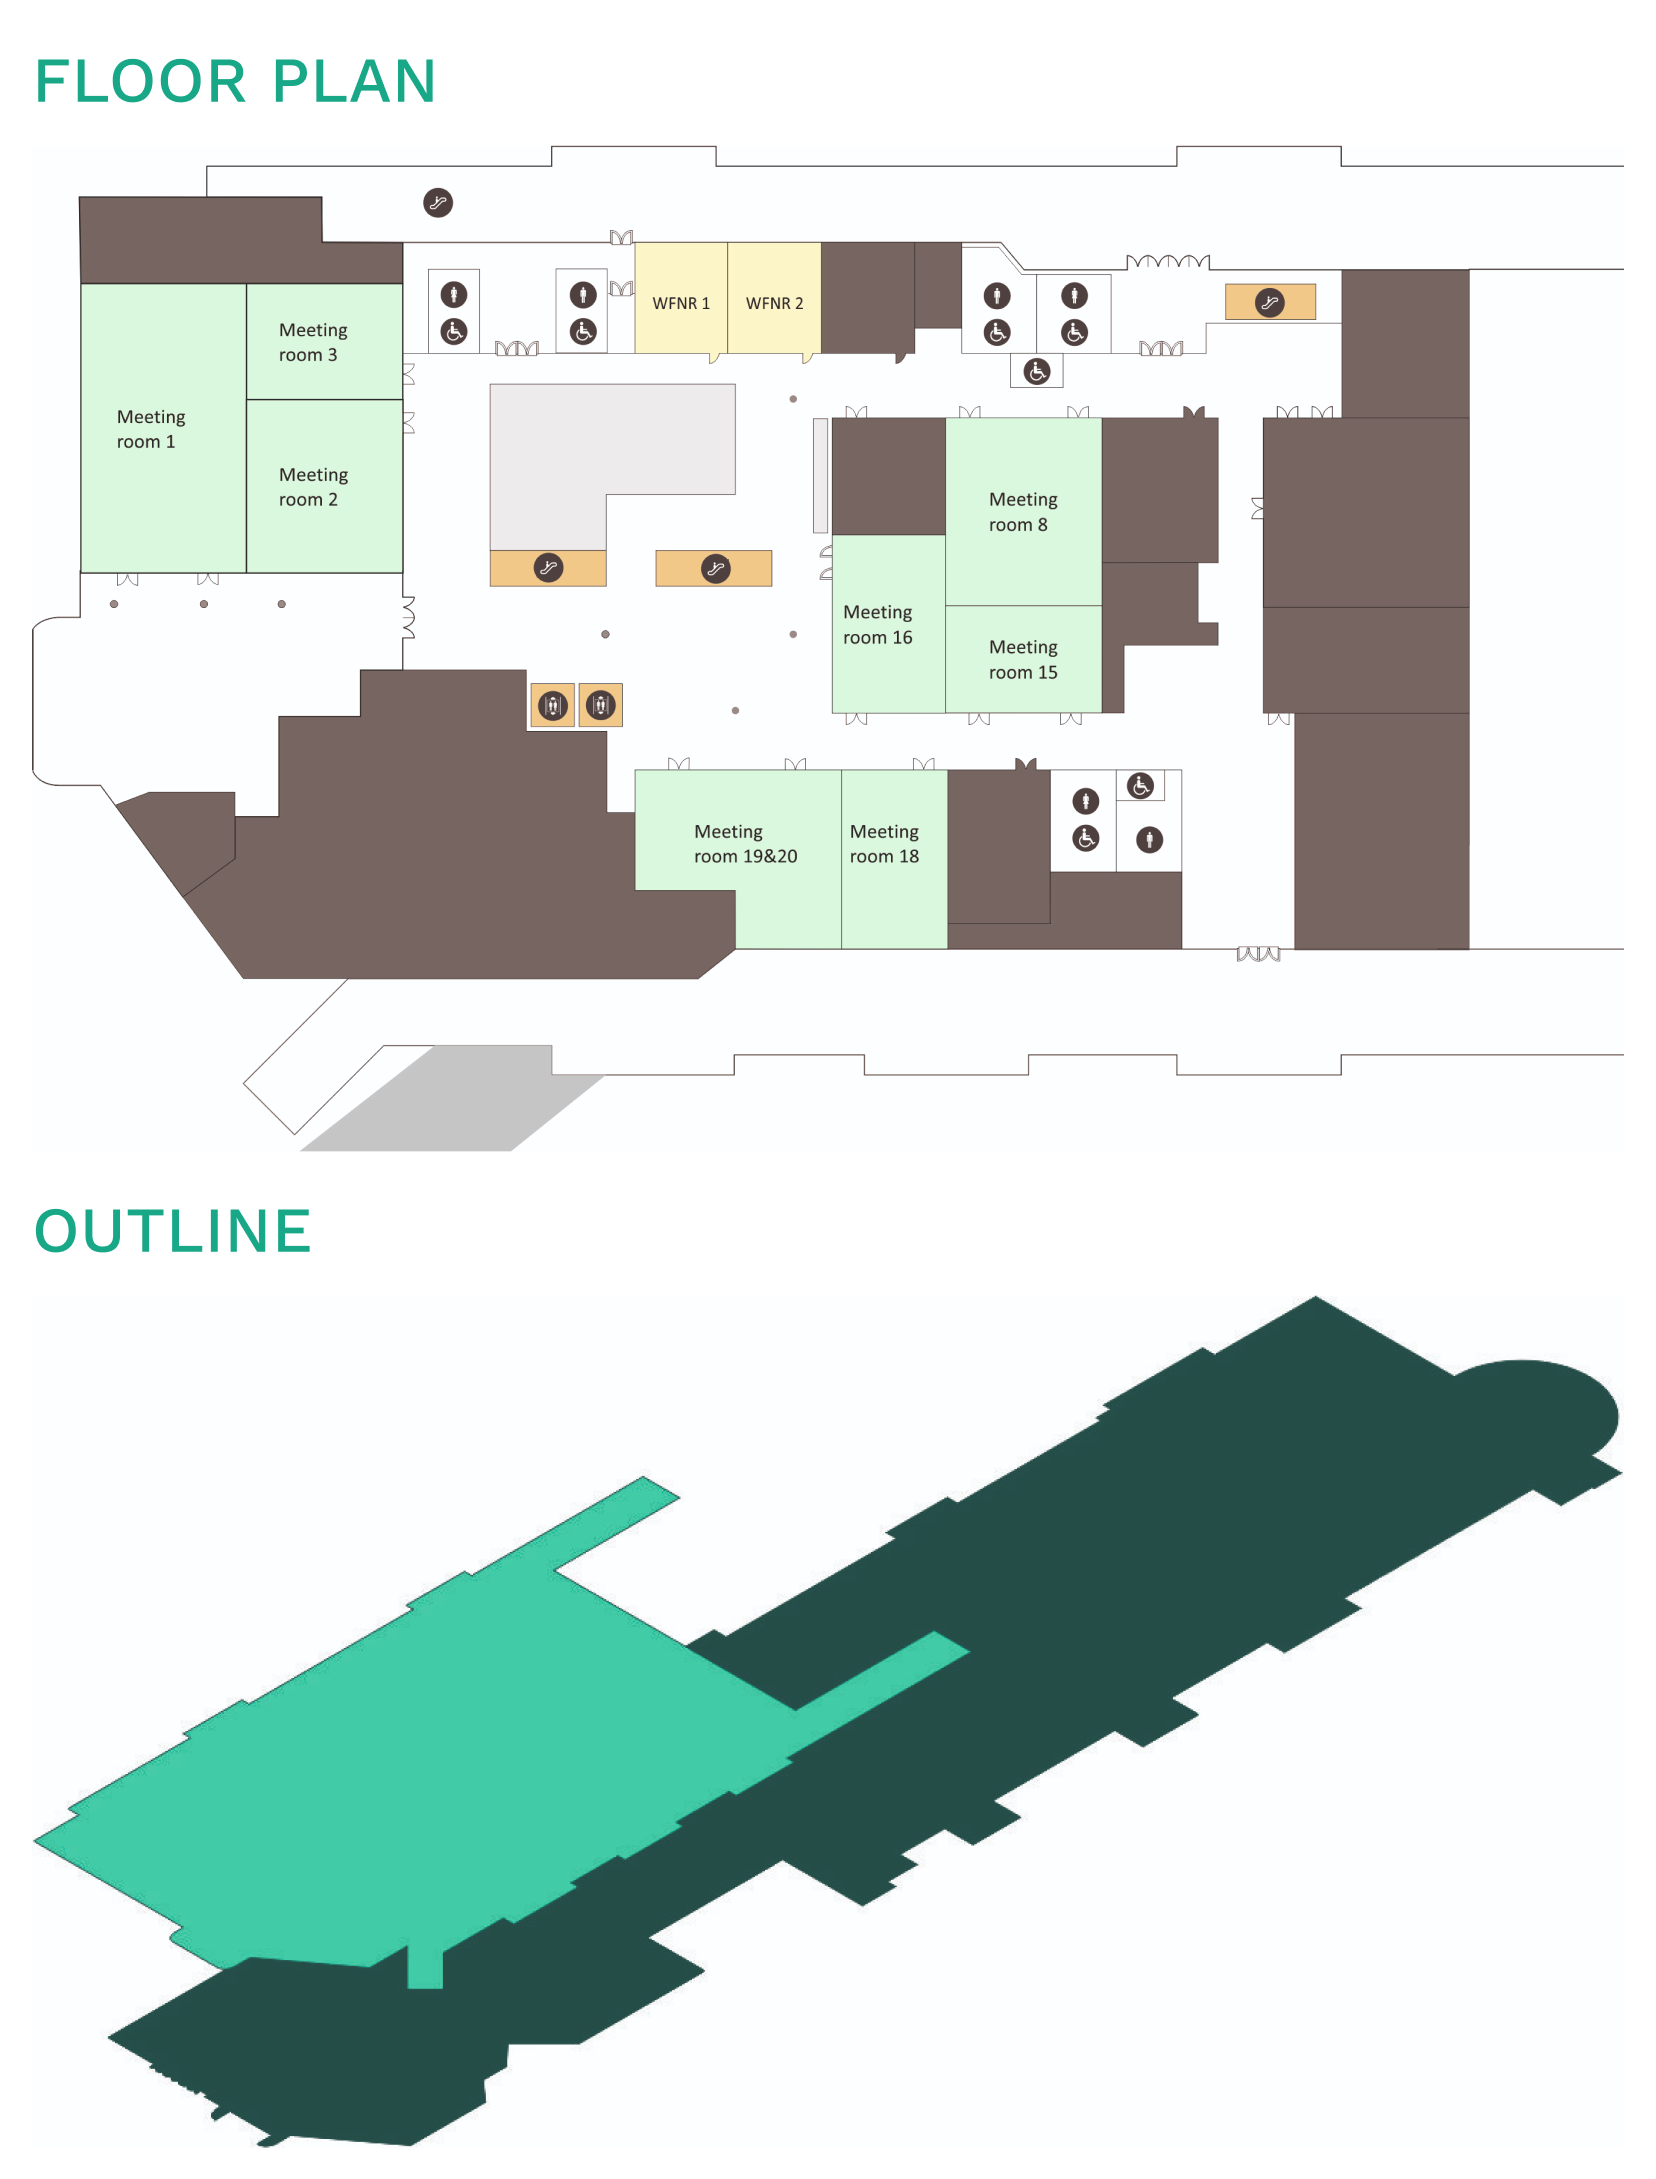 FLOOR PLAN
WFNR 1
WFNR 2
Meeting
room 3
Meeting
room 1
Meeting
room 2
Meeting
room 8
Meeting
room 16
Meeting
room 15
Meeting
room 19&20
Meeting
room 18
OUTLINE